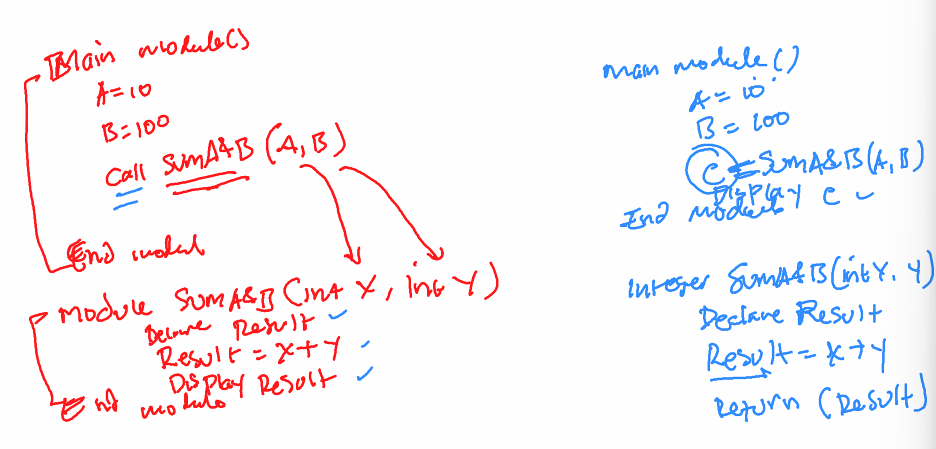 Main module()
A=10
B=100
Call SumA&B (A, B)
End modul
Module SumA&B (int X, int Y)
Declare Result
Result = X+Y
Display Result
End module
main module ()
A = 10
B = 100
C = SumA&B(A, B)
Display C
End module
Integer SumA&B(int X, Y)
Declare Result
Result = X+Y
Return (Result)